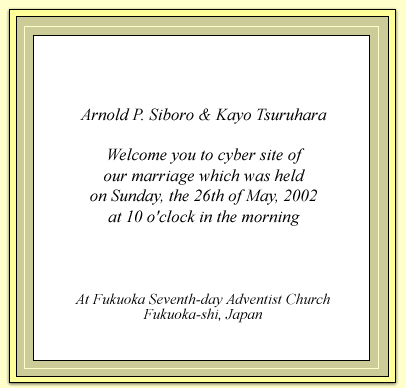 Arnold P. Siboro & Kayo Tsuruhara
Welcome you to cyber site of
our marriage which was held
on Sunday, the 26th of May, 2002
at 10 o'clock in the morning
At Fukuoka Seventh-day Adventist Church
Fukuoka-shi, Japan